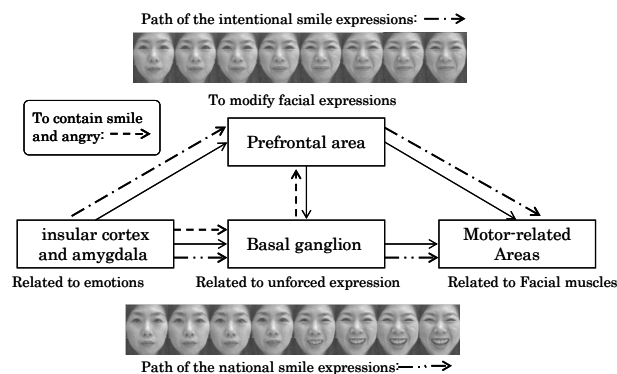 Path of the intentional smile expressions:
To modify facial expressions
To contain smile
and angry:
Prefrontal area
insular cortex
and amygdala
Basal ganglion
Motor-related
Areas
Related to emotions
Related to unforced expression
Related to Facial muscles
Path of the national smile expressions: